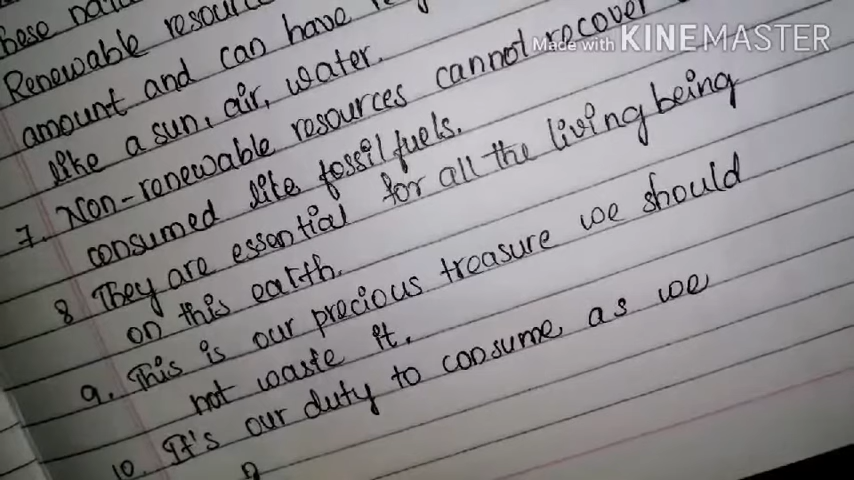 these
Renewable resource
amount and can have
like a sun, air, water.
7. Non-renewable resources cannot recover
consumed like fossil fuels.
8 They are essential for all the living being
on this earth.
9. This is our precious treasure we should
not waste it.
10. It's our duty to consume, as we
Made with KINEMASTER